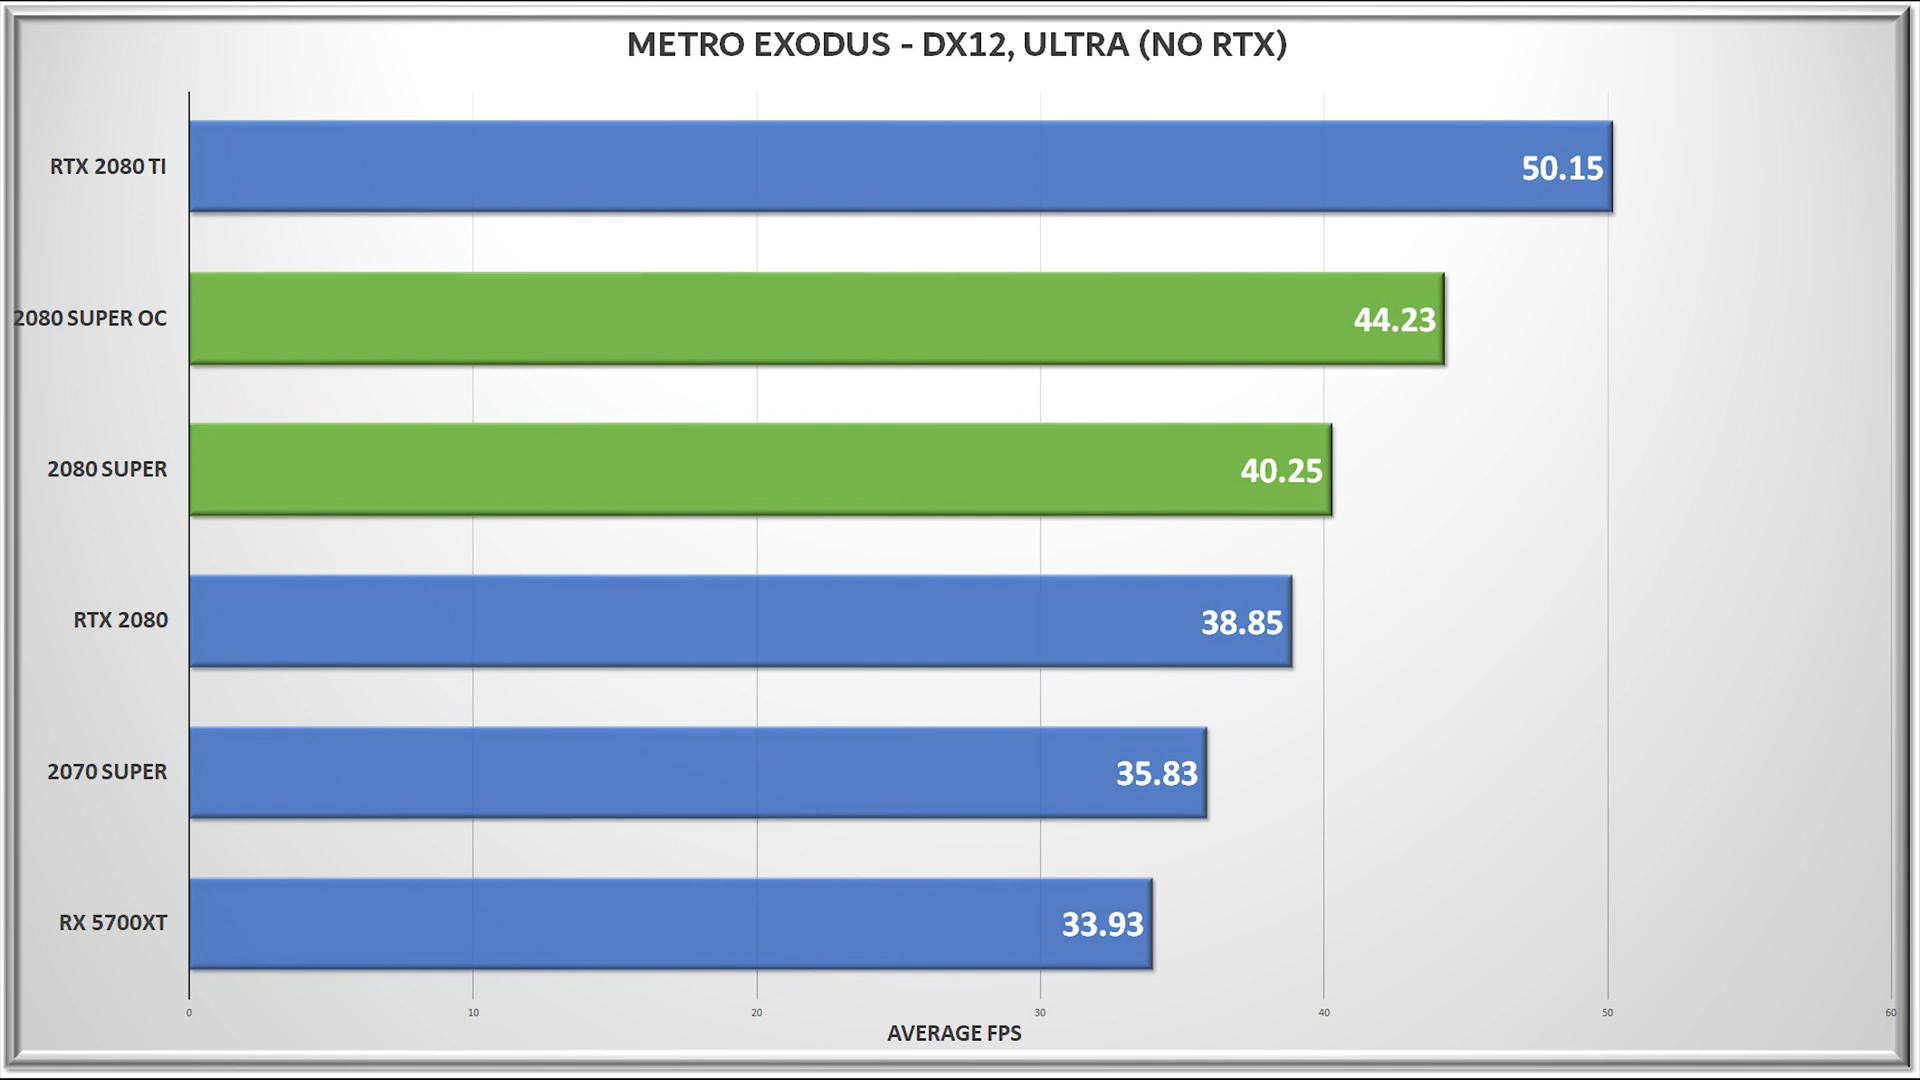 METRO EXODUS - DX12, ULTRA (NO RTX)
RTX 2080 TI
50.15
2080 SUPER OC
44.23
2080 SUPER
40.25
RTX 2080
38.85
2070 SUPER
35.83
RX 5700XT
33.93
0 10 20 30 40 50 60
AVERAGE FPS